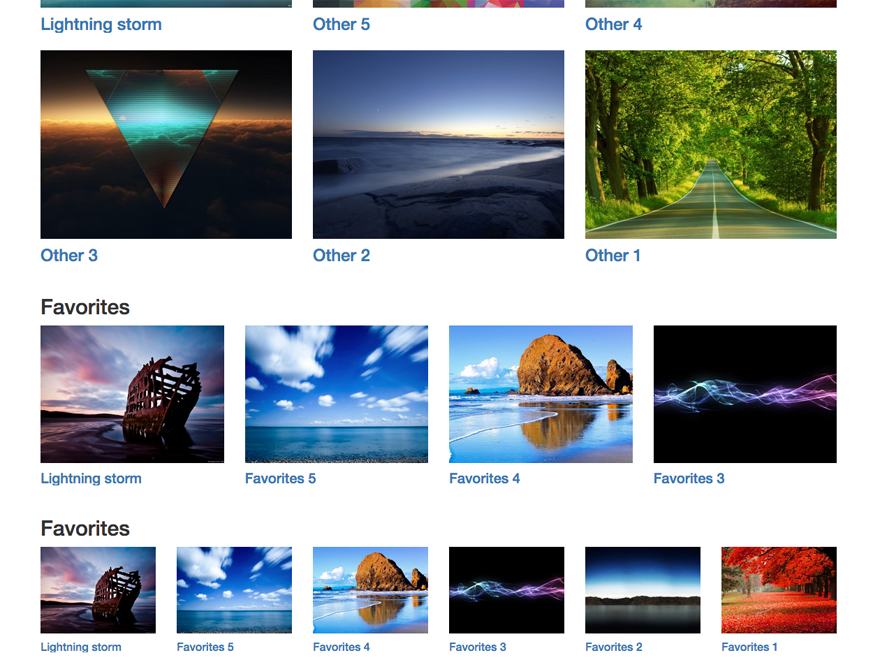 Lightning storm Other 5 Other 4
Other 3 Other 2 Other 1
Favorites
Lightning storm Favorites 5 Favorites 4 Favorites 3
Favorites
Lightning storm Favorites 5 Favorites 4 Favorites 3 Favorites 2 Favorites 1